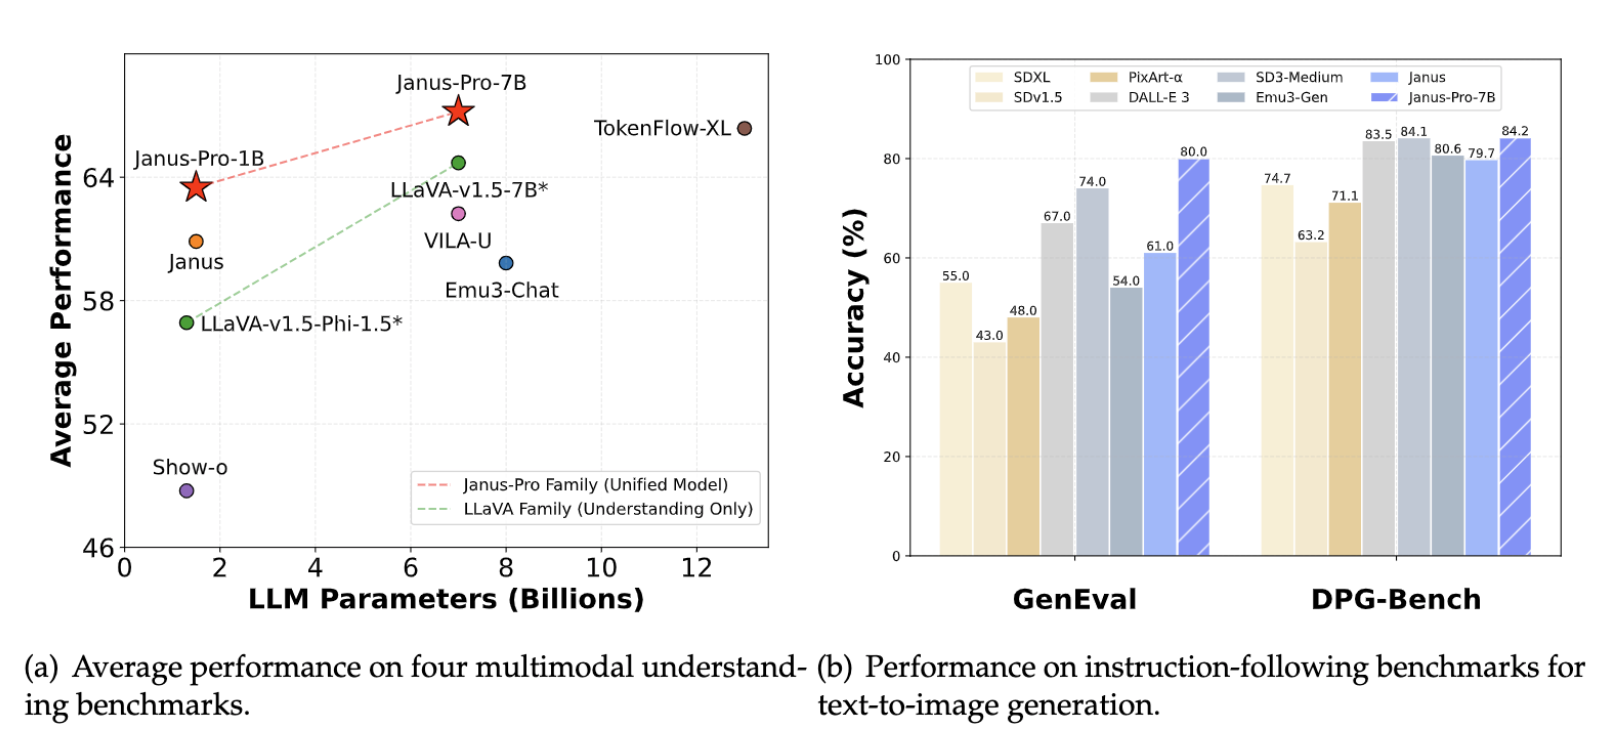 Janus-Pro-7B
TokenFlow-XL
Janus-Pro-1B
LLaVA-v1.5-7B*
VILA-U
Janus
Emu3-Chat
LLaVA-v1.5-Phi-1.5*
Show-o
Janus-Pro Family (Unified Model)
LLaVA Family (Understanding Only)
64
58
52
46
Average Performance
0 2 4 6 8 10 12
LLM Parameters (Billions)
(a) Average performance on four multimodal understand-
ing benchmarks.
SDXL PixArt-α SD3-Medium Janus
SDv1.5 DALL-E 3 Emu3-Gen Janus-Pro-7B
100
80
60
40
20
0
Accuracy (%)
55.0 43.0 48.0 67.0 74.0 54.0 61.0 80.0
74.7 63.2 71.1 83.5 84.1 80.6 79.7 84.2
GenEval DPG-Bench
(b) Performance on instruction-following benchmarks for
text-to-image generation.